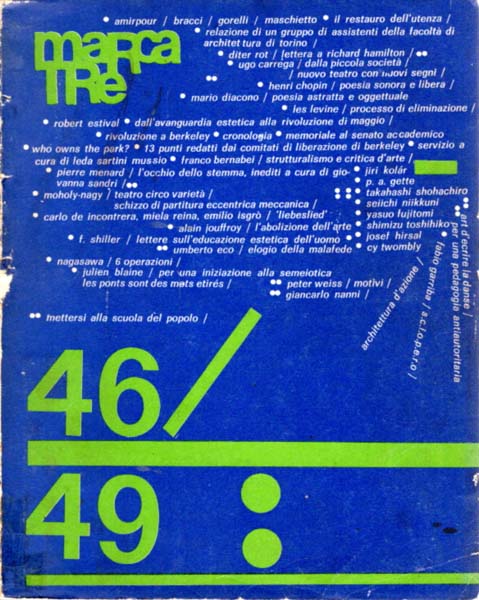 marca
TRe
• amirpour / bracci / gorelli / maschietto • il restauro dell'utenza /
• relazione di un gruppo di assistenti della facoltà di
architettura di torino /
• diter rot / lettera a richard hamilton / ••
•• ugo carrega / dalla piccola società /
•• / nuovo teatro con nuovi segni /
• henri chopin / poesia sonora e libera /
• mario diacono / poesia astratta e oggettuale
• ies levine / processo di eliminazione /
• robert estival • dall'avanguardia estetica alla rivoluzione di maggio /
• rivoluzione a berkeley • cronologia • memoriale al senato accademico
• who owns the park? • 13 punti redatti dai comitati di liberazione di berkeley • servizio a
cura di leda sartini mussio • franco bernabei / strutturalismo e critica d'arte /
• pierre menard / l'occhio dello stemma, inediti a cura di gio-
vanna sandri / ••
•• jiri kolár
•• p. a. gette
•• takahashi shohachiro
•• seiichi niikkuni
•• yasuo fujitomi
• shimizu toshihiko
• josef hirsal
• cy twombly
• moholy-nagy / teatro circo varietà /
schizzo di partitura eccentrica meccanica /
• carlo de incontrera, miela reina, emilio isgrò / 'liebeslied'
• alain jouffroy / l'abolizione dell'arte
• f. shiller / lettere sull'educazione estetica dell'uomo
•• umberto eco / elogio della malafede
• nagasawa / 6 operazioni /
• julien blaine / per una iniziazione alla semeiotica
les ponts sont des mots etirés /
•• peter weiss / motivi /
•• giancarlo nanni /
architettura d'azione /
fabio garriba / s.c.i.o.p.e.r.o /
per una pedagogia antiautoritaria
•• art d'ecrire la danse /
•• mettersi alla scuola del popolo /
46/
49 :